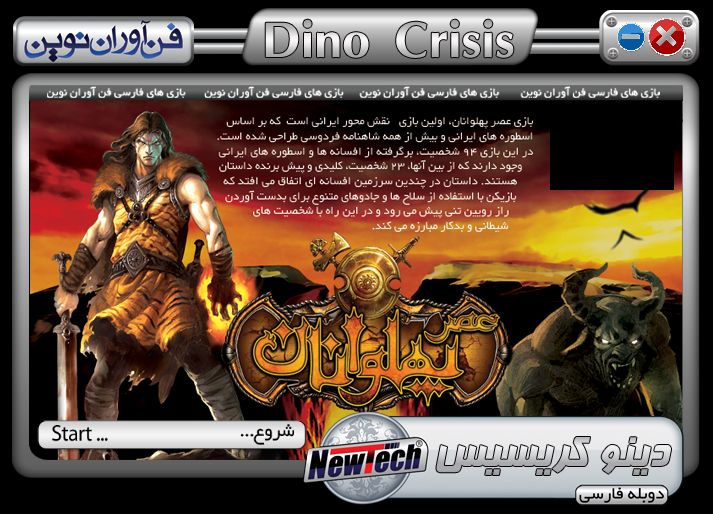 فن‌آوران نوین
Dino Crisis
بازی های فارسی فن آوران نوین بازی های فارسی فن آوران نوین بازی های فارسی فن آوران نوین بازی های فارسی فن آوران نوین
بازی عصر پهلوانان، اولین بازی نقش محور ایرانی است که بر اساس
اسطوره های ایرانی و بیش از همه شاهنامه فردوسی طراحی شده است.
در این بازی ۹۴ شخصیت، برگرفته از افسانه ها و اسطوره های ایرانی
وجود دارند که از بین آنها، ۲۳ شخصیت، کلیدی و پیش برنده داستان
هستند. داستان در چندین سرزمین افسانه ای اتفاق می افتد که
بازیکن با استفاده از سلاح ها و جادوهای متنوع برای بدست آوردن
راز رویین تنی پیش می رود و در این راه با شخصیت های
شیطانی و بدکار مبارزه می کند.
عصر
پهلوانان
Start ... شروع...
NewTech®
دینو کریسیس
دوبله فارسی